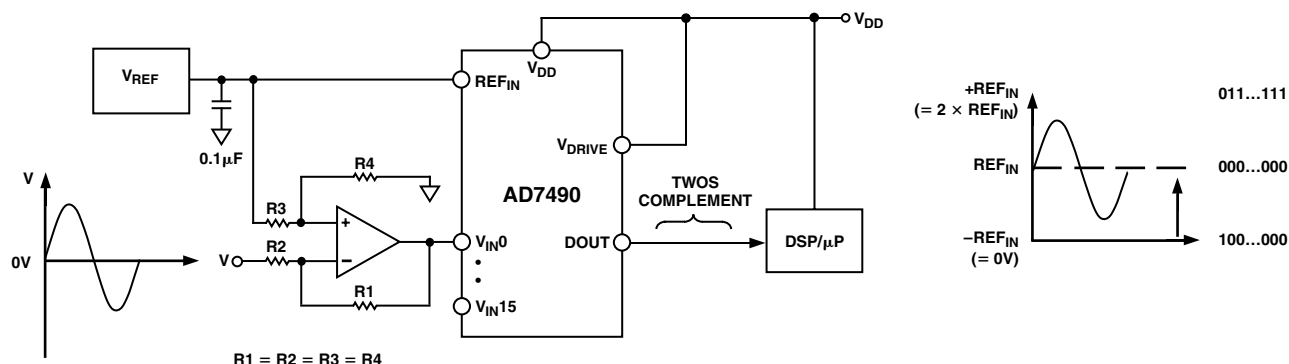 V_REF
0.1µF
REF_IN
V_DD
V_DD
V_DRIVE
AD7490
R4
R3
R2
V
R1
V_IN0
V_IN15
DOUT
TWOS
COMPLEMENT
DSP/µP
V
0V
R1 = R2 = R3 = R4
+REF_IN
(= 2 × REF_IN)
011...111
REF_IN
000...000
–REF_IN
(= 0V)
100...000
+
–